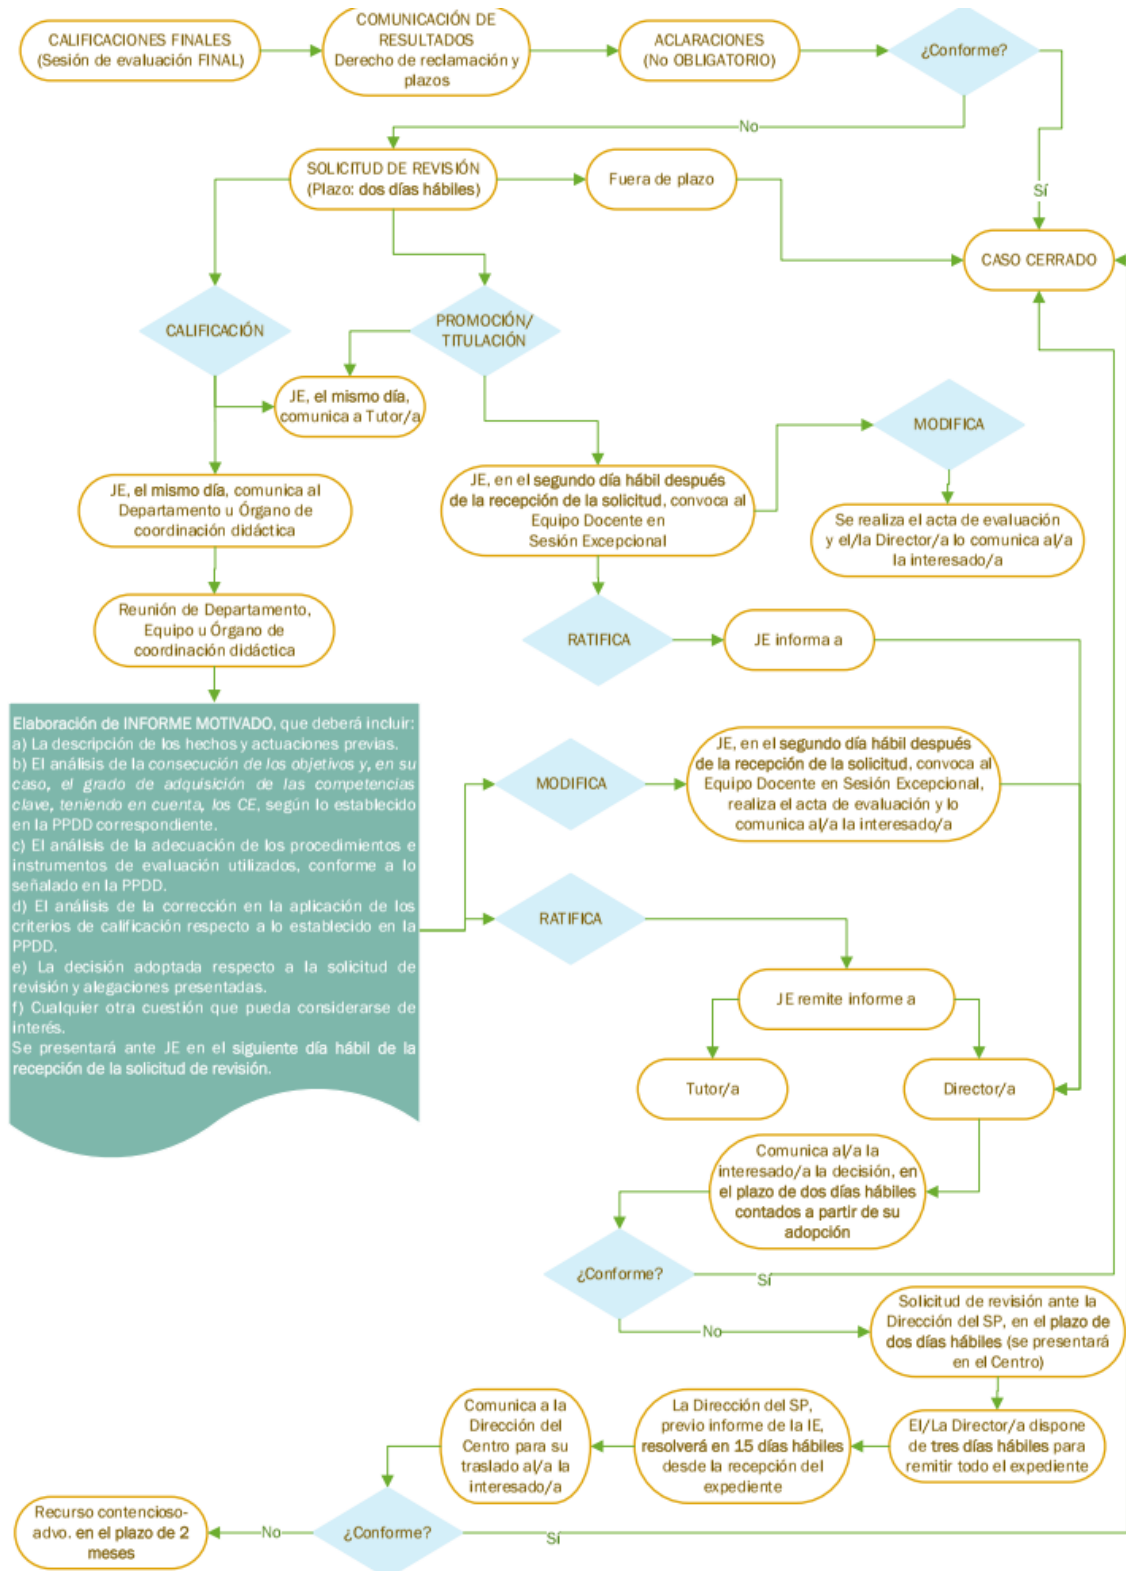 CALIFICACIONES FINALES
(Sesión de evaluación FINAL)
COMUNICACIÓN DE
RESULTADOS
Derecho de reclamación y
plazos
ACLARACIONES
(No OBLIGATORIO)
¿Conforme?
No
Sí
SOLICITUD DE REVISIÓN
(Plazo: dos días hábiles)
Fuera de plazo
CASO CERRADO
CALIFICACIÓN
PROMOCIÓN/
TITULACIÓN
JE, el mismo día,
comunica a Tutor/a
MODIFICA
JE, el mismo día, comunica al
Departamento u Órgano de
coordinación didáctica
JE, en el segundo día hábil después
de la recepción de la solicitud, convoca al
Equipo Docente en
Sesión Excepcional
Se realiza el acta de evaluación
y el/la Director/a lo comunica al/a
la interesado/a
Reunión de Departamento,
Equipo u Órgano de
coordinación didáctica
RATIFICA
JE informa a
Elaboración de INFORME MOTIVADO, que deberá incluir:
a) La descripción de los hechos y actuaciones previas.
b) El análisis de la consecución de los objetivos y, en su
caso, el grado de adquisición de las competencias
clave, teniendo en cuenta, los CE, según lo establecido
en la PPDD correspondiente.
c) El análisis de la adecuación de los procedimientos e
instrumentos de evaluación utilizados, conforme a lo
señalado en la PPDD.
d) El análisis de la corrección en la aplicación de los
criterios de calificación respecto a lo establecido en la
PPDD.
e) La decisión adoptada respecto a la solicitud de
revisión y alegaciones presentadas.
f) Cualquier otra cuestión que pueda considerarse de
interés.
Se presentará ante JE en el siguiente día hábil de la
recepción de la solicitud de revisión.
MODIFICA
JE, en el segundo día hábil después
de la recepción de la solicitud, convoca al
Equipo Docente en Sesión Excepcional,
realiza el acta de evaluación y lo
comunica al/a la interesado/a
RATIFICA
JE remite informe a
Tutor/a
Director/a
Comunica al/a la
interesado/a la decisión, en
el plazo de dos días hábiles
contados a partir de su
adopción
¿Conforme?
Sí
No
Solicitud de revisión ante la
Dirección del SP, en el plazo de
dos días hábiles (se presentará
en el Centro)
El/La Director/a dispone
de tres días hábiles para
remitir todo el expediente
La Dirección del SP,
previo informe de la IE,
resolverá en 15 días hábiles
desde la recepción del
expediente
Comunica a la
Dirección del
Centro para su
traslado al/a la
interesado/a
¿Conforme?
Sí
No
Recurso contencioso-
advo. en el plazo de 2
meses